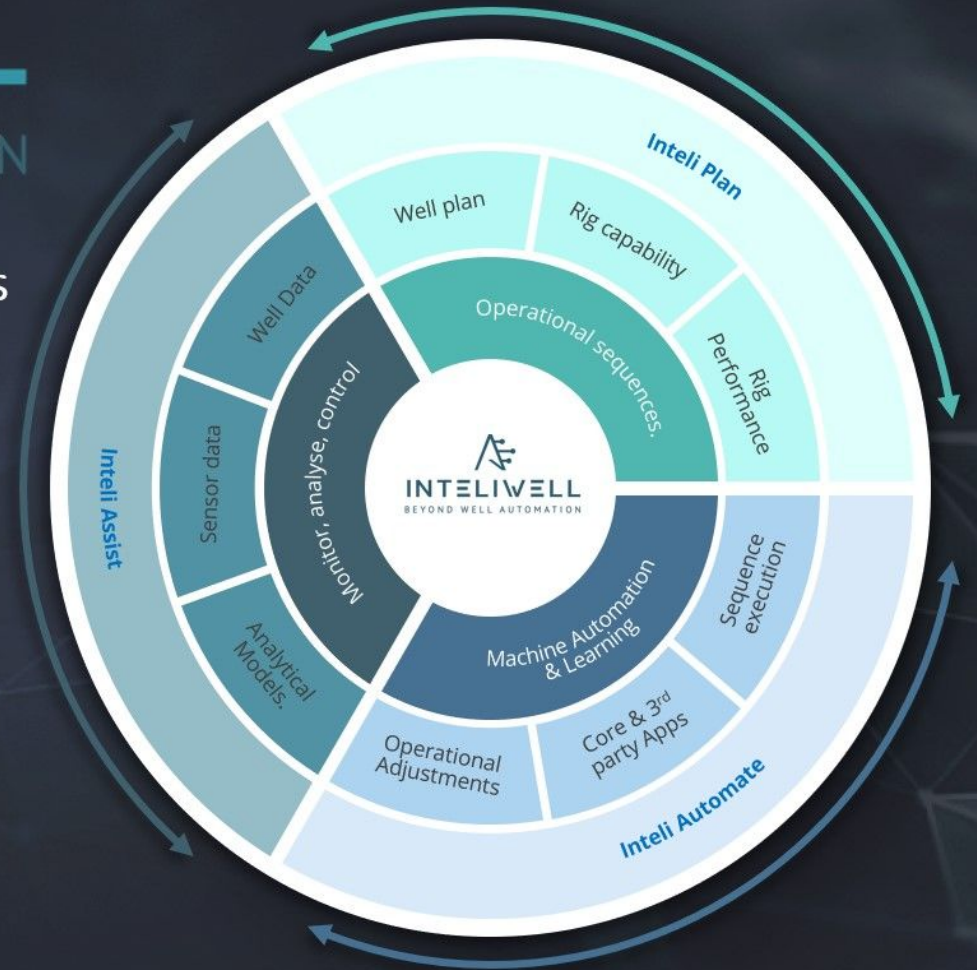 N
s
Inteli Plan
Well plan
Rig capability
Rig
Performance
Operational sequences.
Inteli Assist
Well Data
Sensor data
Analytical
Models.
Monitor, analyse, control
INTELIWELL
BEYOND WELL AUTOMATION
Machine Automation
& Learning
Sequence
execution
Core & 3rd
party Apps
Operational
Adjustments
Inteli Automate